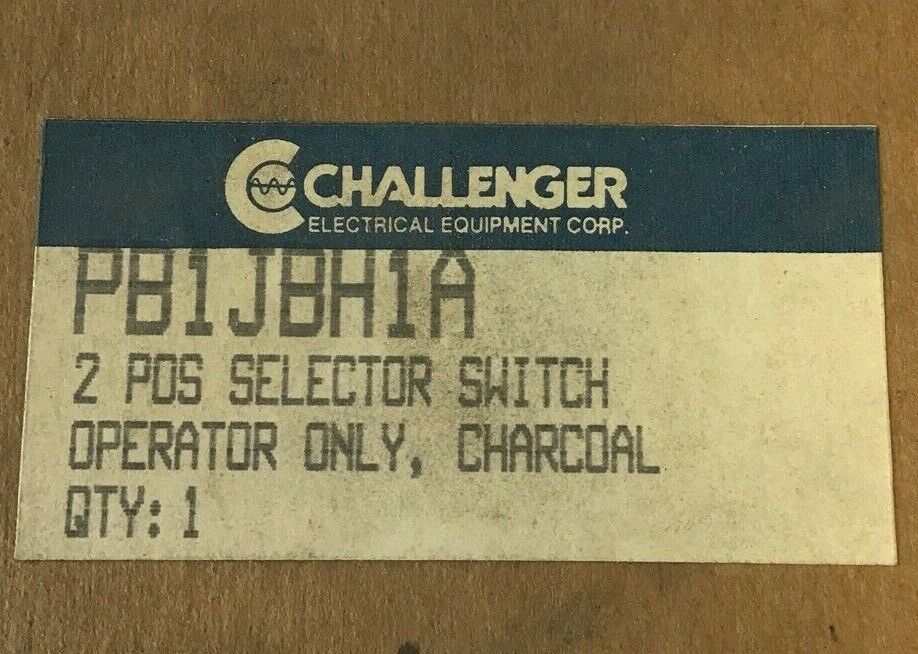 CHALLENGER
ELECTRICAL EQUIPMENT CORP.
PB1JBH1A
2 POS SELECTOR SWITCH
OPERATOR ONLY, CHARCOAL
QTY: 1